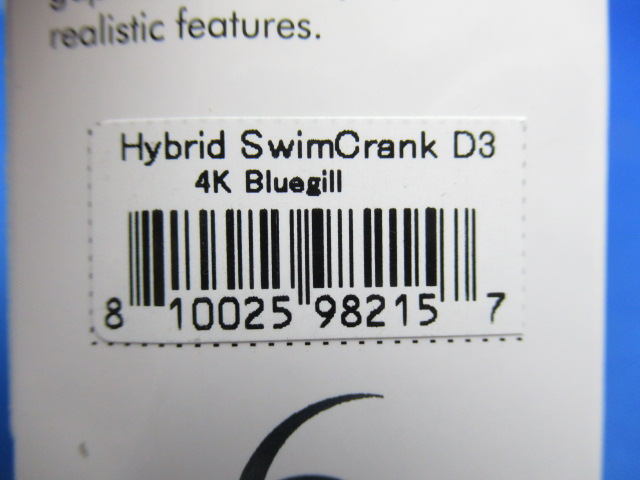 realistic features.
Hybrid SwimCrank D3
4K Bluegill
8 10025 98215 7